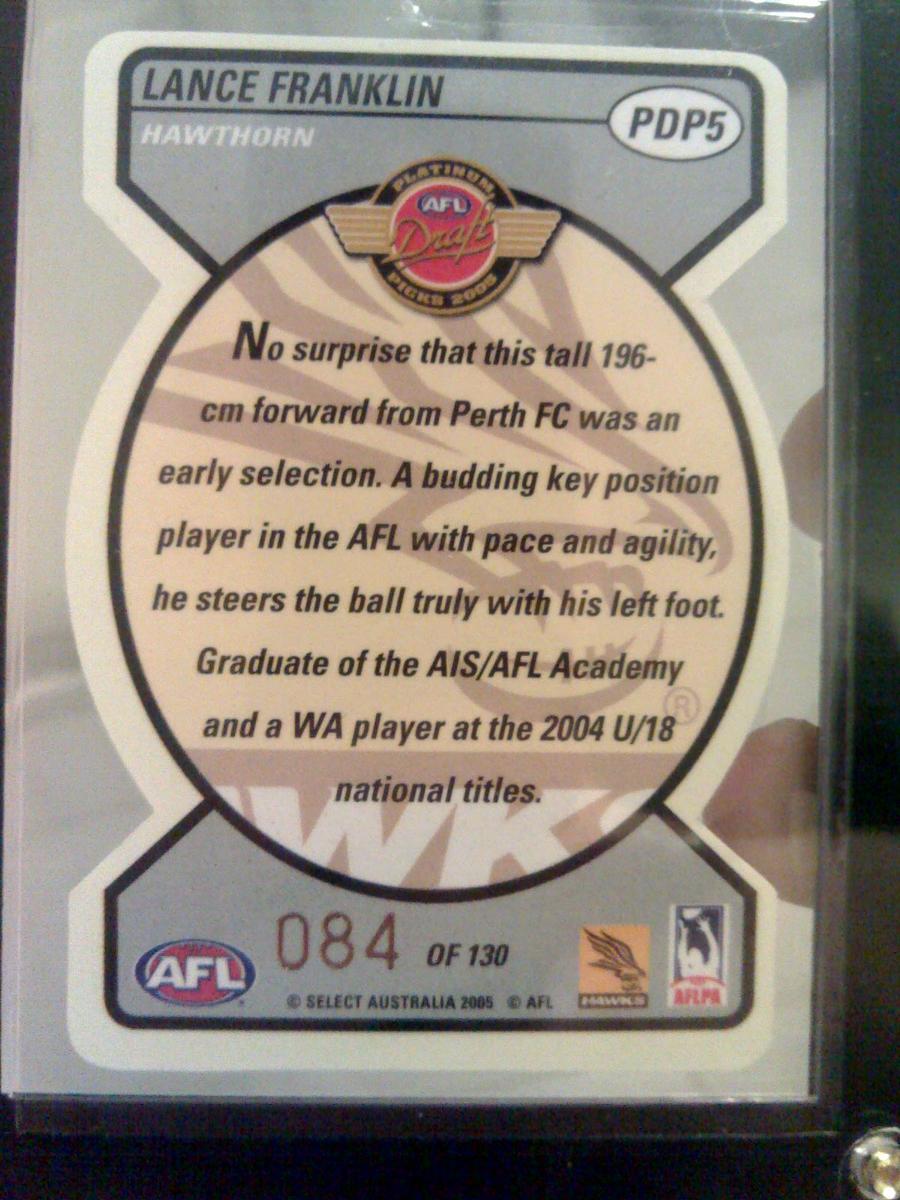 LANCE FRANKLIN
PDP5
HAWTHORN
PLATINUM
AFL
Draft
PICKS 2005
No surprise that this tall 196-
cm forward from Perth FC was an
early selection. A budding key position
player in the AFL with pace and agility,
he steers the ball truly with his left foot.
Graduate of the AIS/AFL Academy
and a WA player at the 2004 U/18
®
national titles.
WK
084 OF 130
AFL
HAWKS
AFLPA
© SELECT AUSTRALIA 2005 © AFL